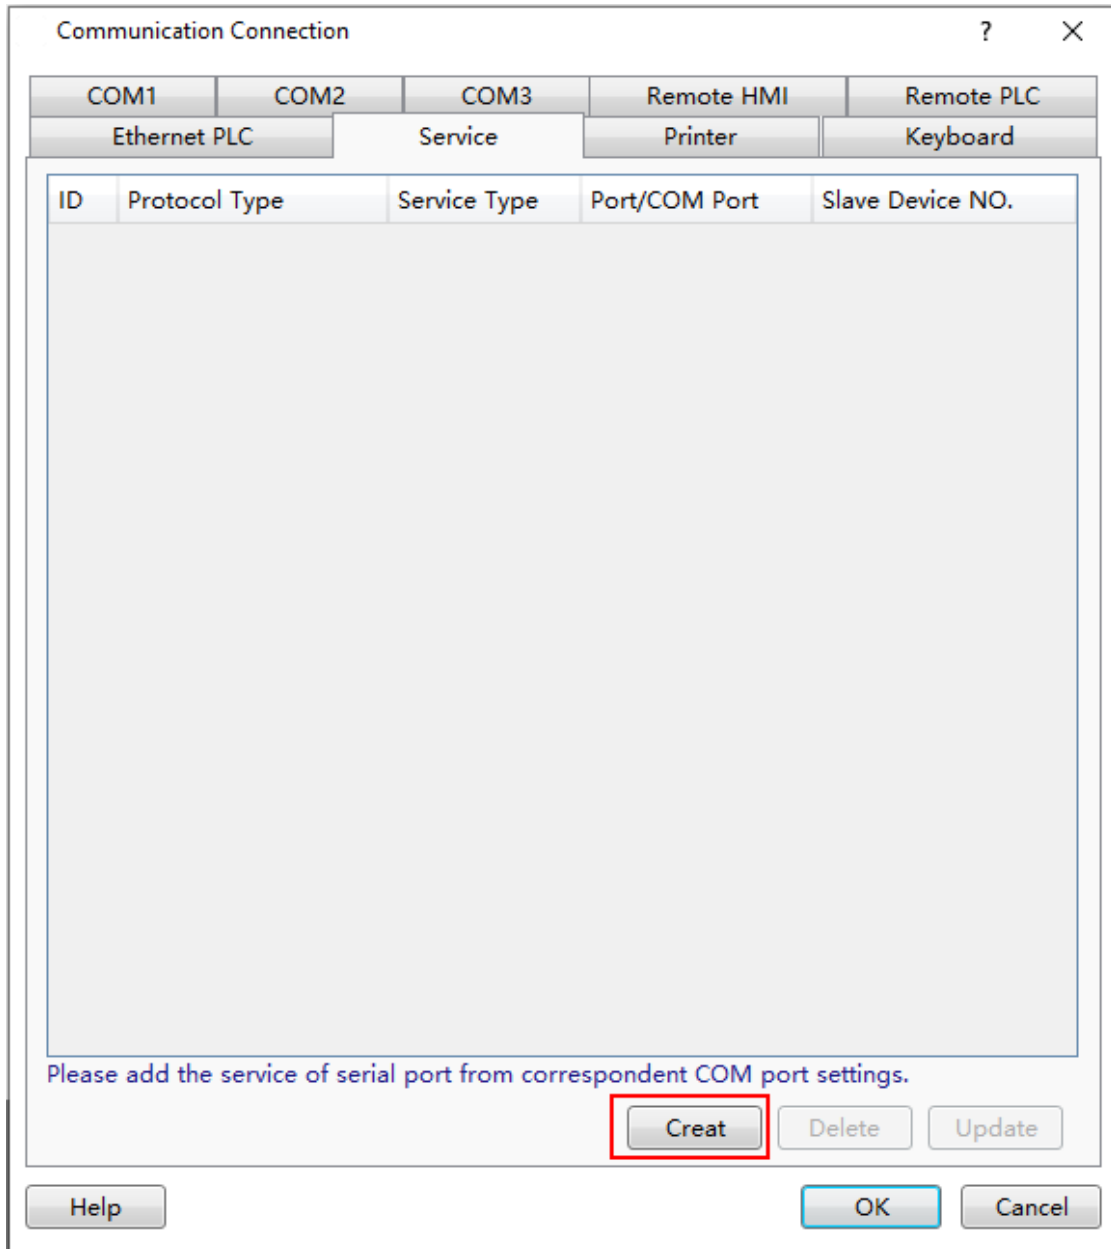 Communication Connection ?
COM1 COM2 COM3 Remote HMI Remote PLC
Ethernet PLC Service Printer Keyboard
ID Protocol Type Service Type Port/COM Port Slave Device NO.
Please add the service of serial port from correspondent COM port settings.
Creat Delete Update
Help OK Cancel